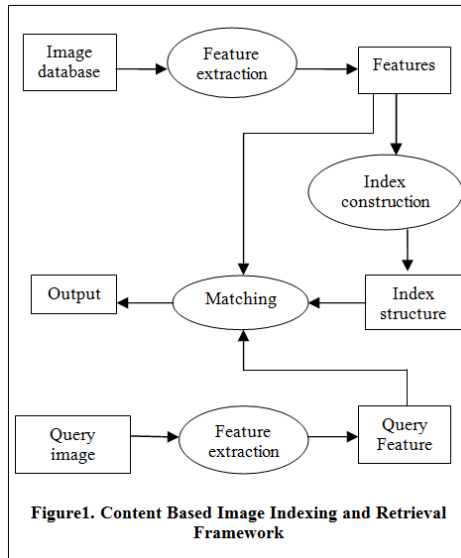 Image
database
Feature
extraction
Features
Index
construction
Output
Matching
Index
structure
Query
image
Feature
extraction
Query
Feature
Figure1. Content Based Image Indexing and Retrieval
Framework